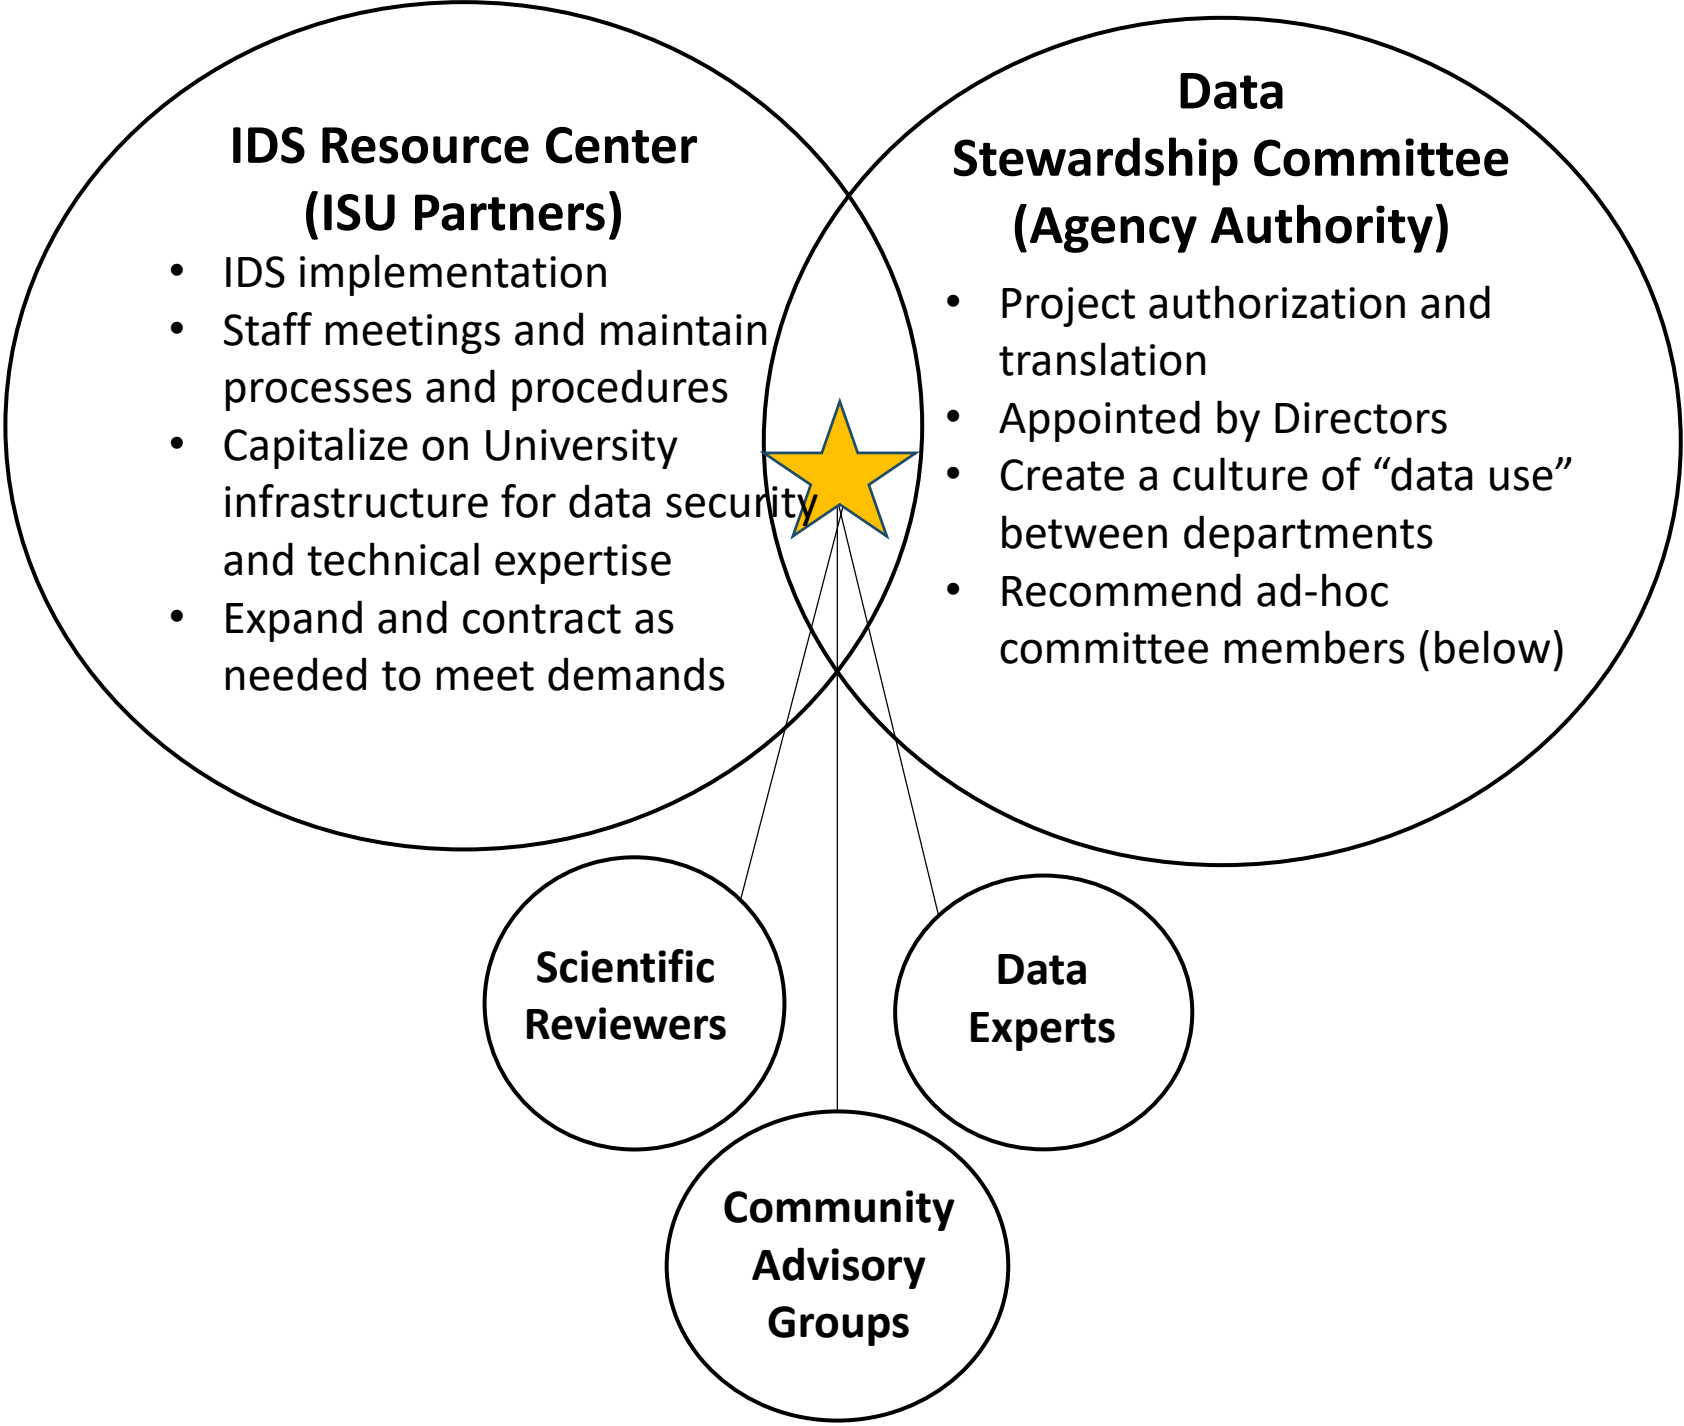 IDS Resource Center
(ISU Partners)
• IDS implementation
• Staff meetings and maintain
processes and procedures
• Capitalize on University
infrastructure for data security
and technical expertise
• Expand and contract as
needed to meet demands
Data
Stewardship Committee
(Agency Authority)
• Project authorization and
translation
• Appointed by Directors
• Create a culture of “data use”
between departments
• Recommend ad-hoc
committee members (below)
Scientific
Reviewers
Data
Experts
Community
Advisory
Groups